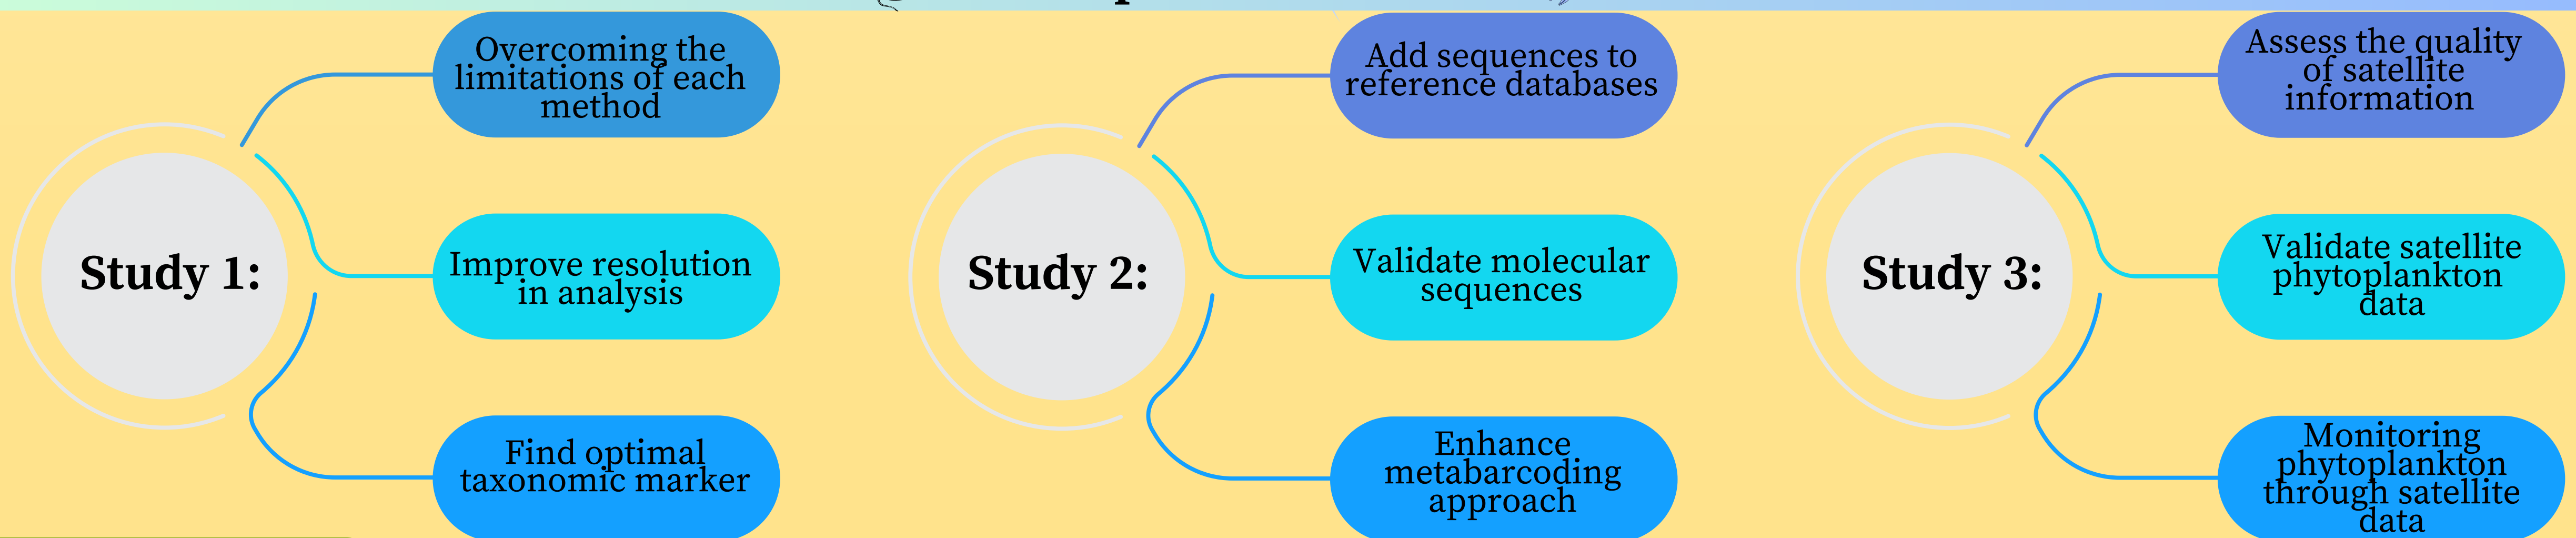 Study 1:
Overcoming the
limitations of each
method
Improve resolution
in analysis
Find optimal
taxonomic marker
Study 2:
Add sequences to
reference databases
Validate molecular
sequences
Enhance
metabarcoding
approach
Study 3:
Assess the quality
of satellite
information
Validate satellite
phytoplankton
data
Monitoring
phytoplankton
through satellite
data